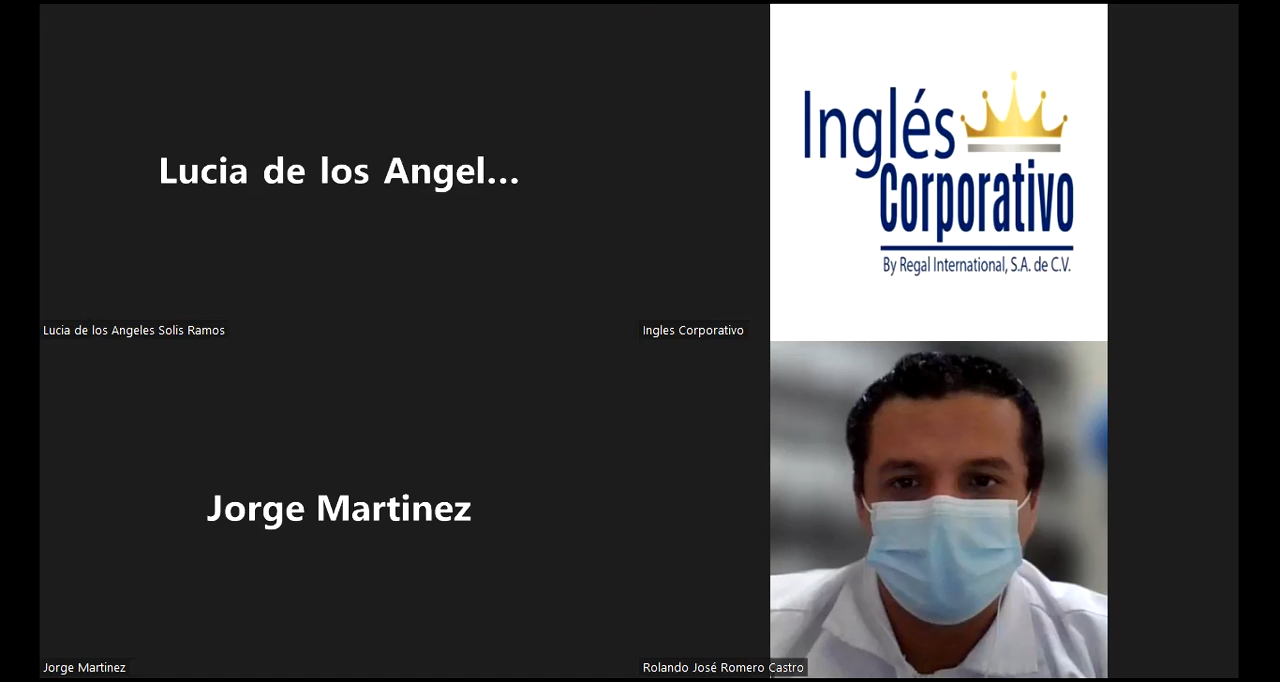 Lucia de los Angel...
Inglés
Corporativo
By Regal International, S.A. de C.V.
Lucia de los Angeles Solis Ramos
Ingles Corporativo
Jorge Martinez
Jorge Martinez
Rolando José Romero Castro